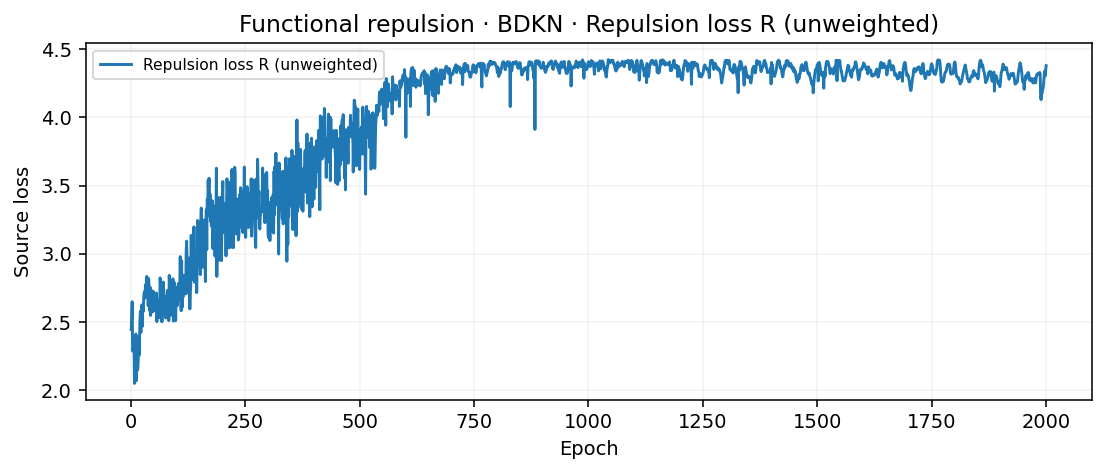 Functional repulsion · BDKN · Repulsion loss R (unweighted)
Repulsion loss R (unweighted)
Source loss
4.5
4.0
3.5
3.0
2.5
2.0
0 250 500 750 1000 1250 1500 1750 2000
Epoch